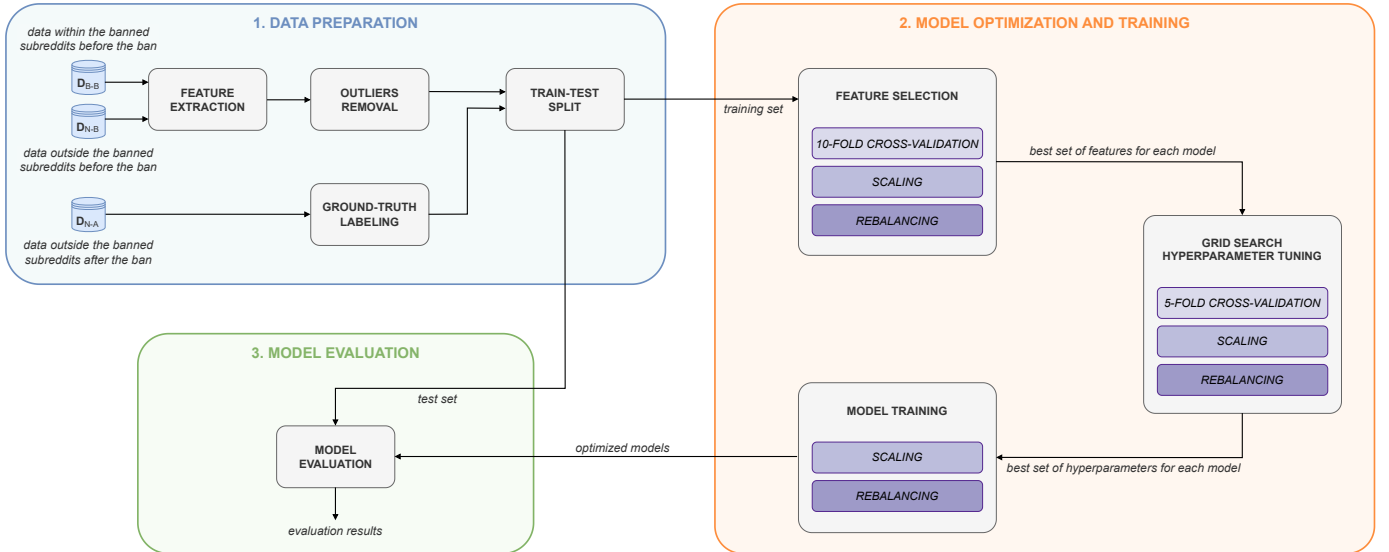 1. DATA PREPARATION
data within the banned
subreddits before the ban
D_B-B
D_N-B
data outside the banned
subreddits before the ban
D_N-A
data outside the banned
subreddits after the ban
FEATURE
EXTRACTION
OUTLIERS
REMOVAL
GROUND-TRUTH
LABELING
TRAIN-TEST
SPLIT
training set
2. MODEL OPTIMIZATION AND TRAINING
FEATURE SELECTION
10-FOLD CROSS-VALIDATION
SCALING
REBALANCING
best set of features for each model
GRID SEARCH
HYPERPARAMETER TUNING
5-FOLD CROSS-VALIDATION
SCALING
REBALANCING
best set of hyperparameters for each model
MODEL TRAINING
SCALING
REBALANCING
optimized models
3. MODEL EVALUATION
test set
MODEL
EVALUATION
evaluation results